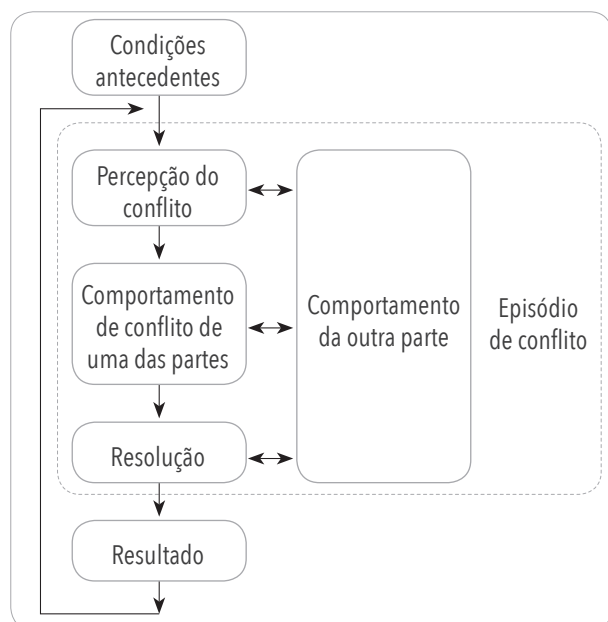 Condições
antecedentes
Percepção do
conflito
Comportamento
de conflito de
uma das partes
Comportamento
da outra parte
Episódio
de conflito
Resolução
Resultado